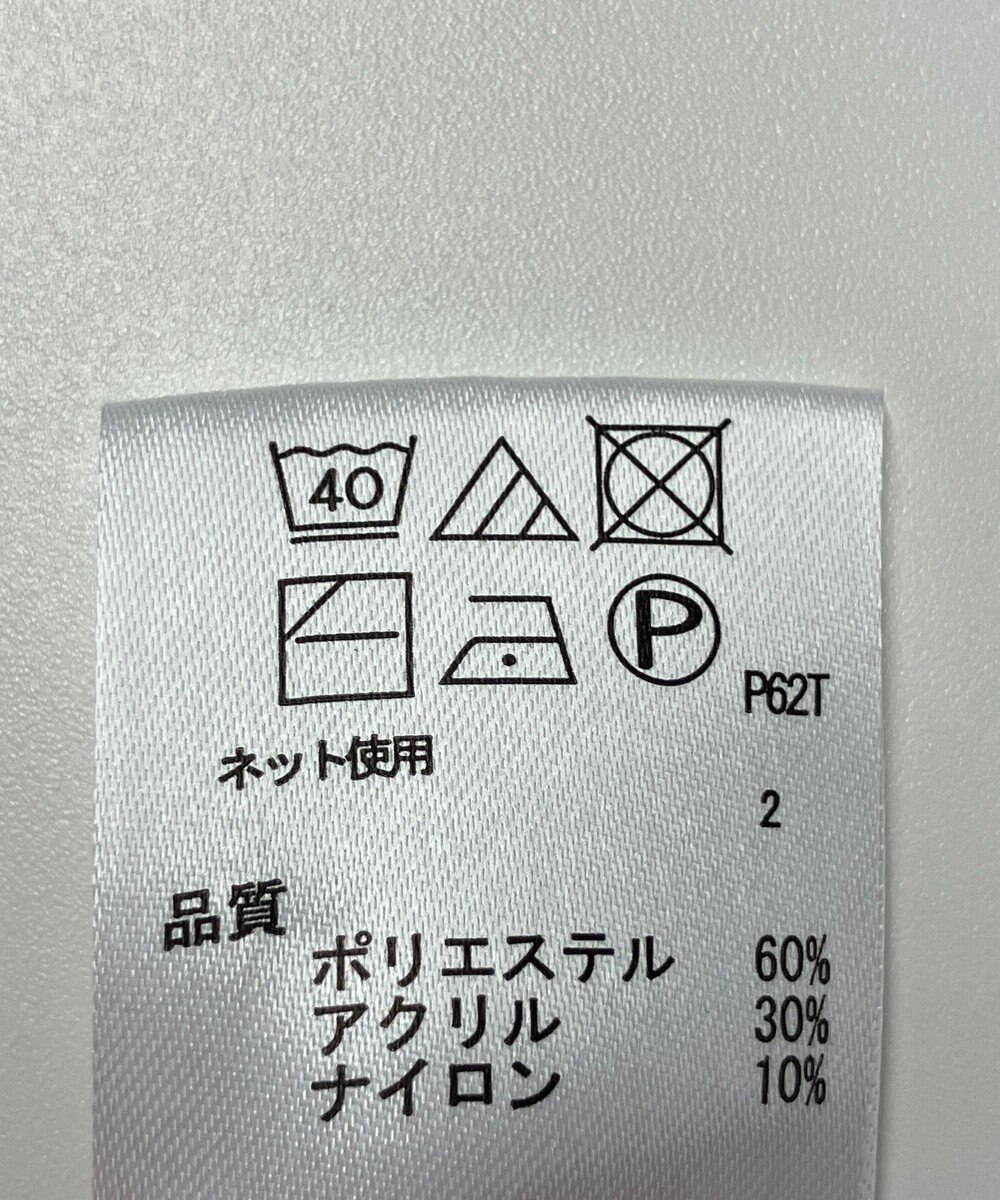 40
P
P62T
ネット使用
2
品質
ポリエステル 60%
アクリル 30%
ナイロン 10%